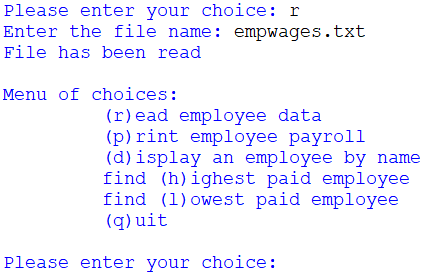 Please enter your choice: r
Enter the file name: empwages.txt
File has been read
Menu of choices:
(r)ead employee data
(p)rint employee payroll
(d)isplay an employee by name
find (h)ighest paid employee
find (l)owest paid employee
(q)uit
Please enter your choice: